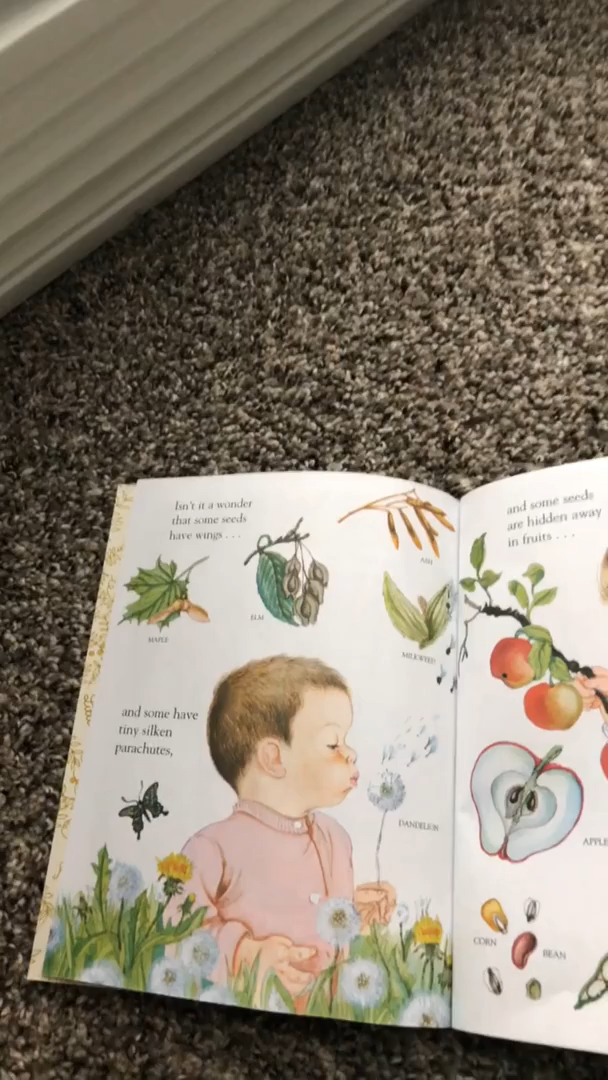 Isn't it a wonder
that some seeds
have wings . . .
ASH
MAPLE
ELM
MILKWEED
and some have
tiny silken
parachutes,
DANDELION
and some seeds
are hidden away
in fruits . . .
APPLE
CORN
BEAN